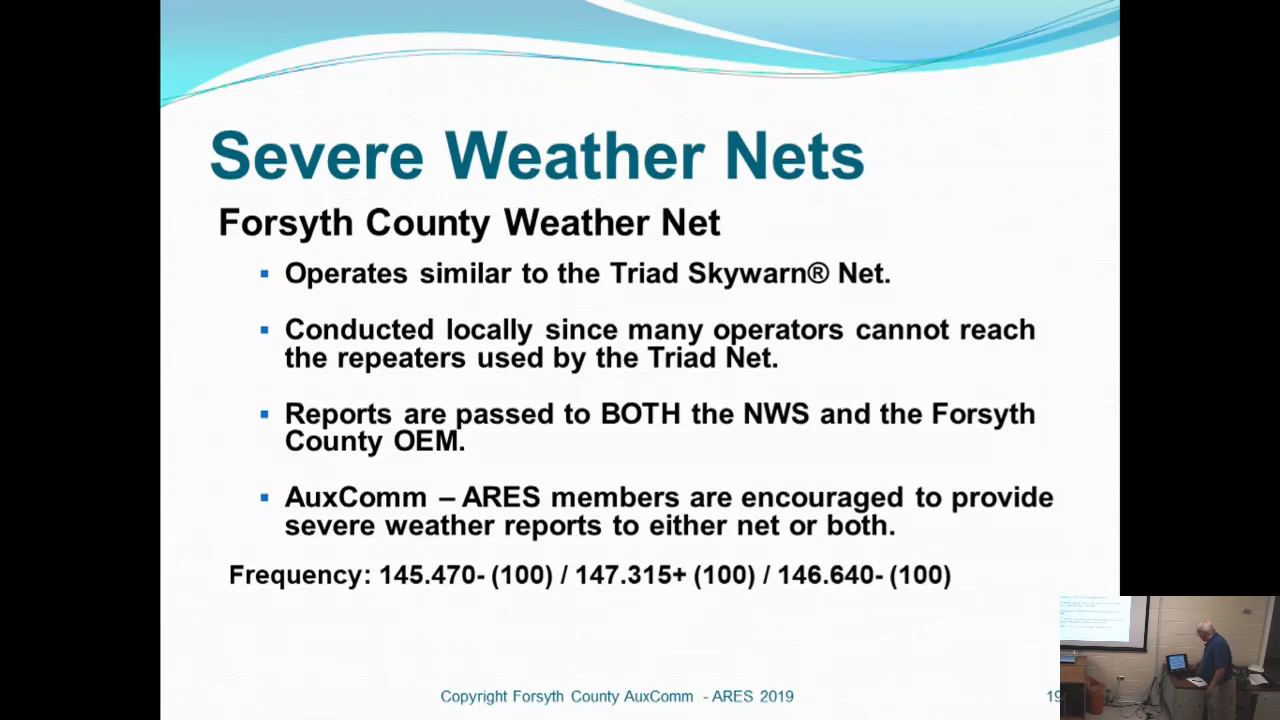 Severe Weather Nets
Forsyth County Weather Net
▪ Operates similar to the Triad Skywarn® Net.
▪ Conducted locally since many operators cannot reach
the repeaters used by the Triad Net.
▪ Reports are passed to BOTH the NWS and the Forsyth
County OEM.
▪ AuxComm – ARES members are encouraged to provide
severe weather reports to either net or both.
Frequency: 145.470- (100) / 147.315+ (100) / 146.640- (100)
Copyright Forsyth County AuxComm - ARES 2019
19